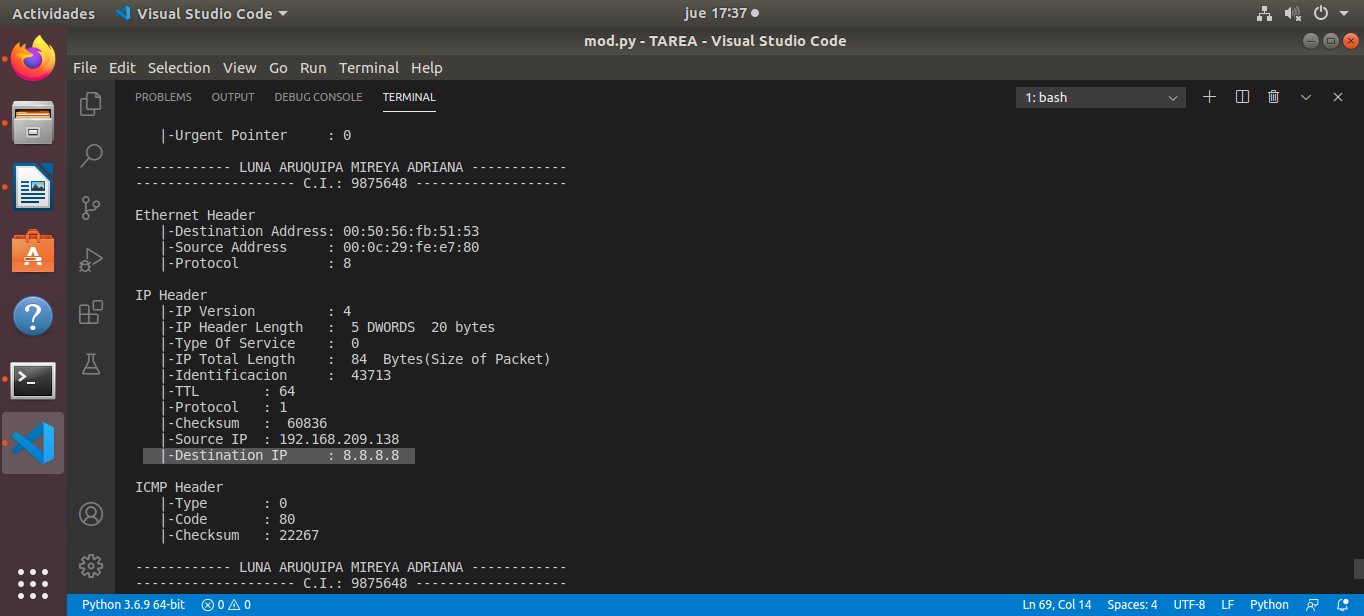 Actividades Visual Studio Code jue 17:37
mod.py - TAREA - Visual Studio Code
File Edit Selection View Go Run Terminal Help
PROBLEMS OUTPUT DEBUG CONSOLE TERMINAL 1: bash
|-Urgent Pointer     : 0
------------ LUNA ARUQUIPA MIREYA ADRIANA ------------
-------------------- C.I.: 9875648 -------------------
Ethernet Header
|-Destination Address: 00:50:56:fb:51:53
|-Source Address     : 00:0c:29:fe:e7:80
|-Protocol           : 8
IP Header
|-IP Version         : 4
|-IP Header Length   :  5 DWORDS  20 bytes
|-Type Of Service    :  0
|-IP Total Length    :  84  Bytes(Size of Packet)
|-Identificacion     :  43713
|-TTL        : 64
|-Protocol   : 1
|-Checksum   :  60836
|-Source IP  : 192.168.209.138
|-Destination IP     : 8.8.8.8
ICMP Header
|-Type       : 0
|-Code       : 80
|-Checksum   : 22267
------------ LUNA ARUQUIPA MIREYA ADRIANA ------------
-------------------- C.I.: 9875648 -------------------
Python 3.6.9 64-bit 0 0 Ln 69, Col 14 Spaces: 4 UTF-8 LF Python